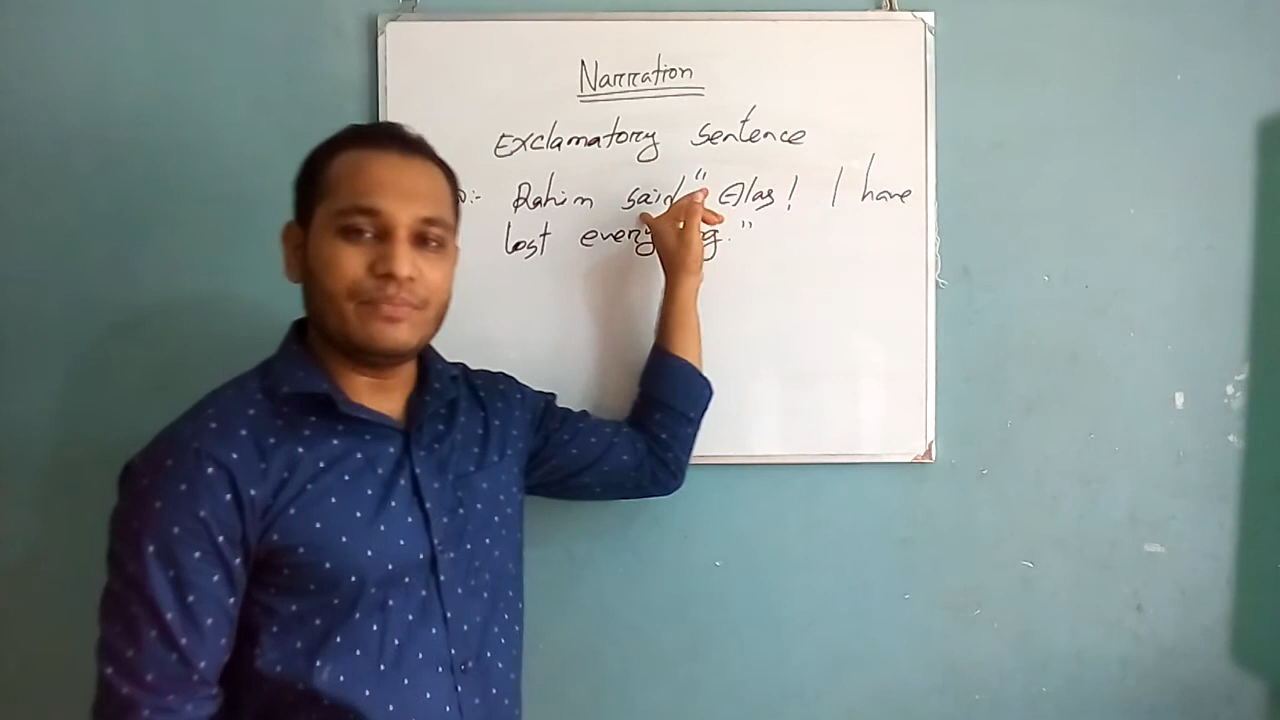 Narration
Exclamatory Sentence
:- Rahim said " Alas! I have
lost ."